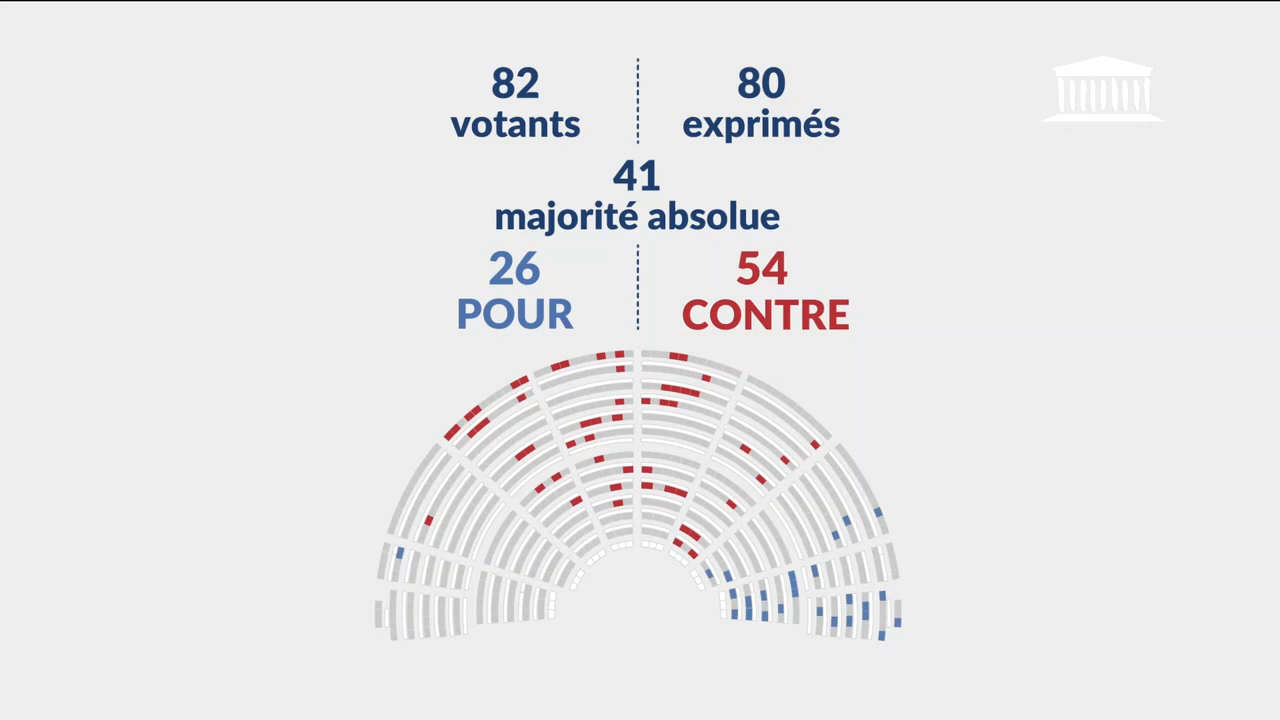 82
votants
80
exprimés
41
majorité absolue
26
POUR
54
CONTRE